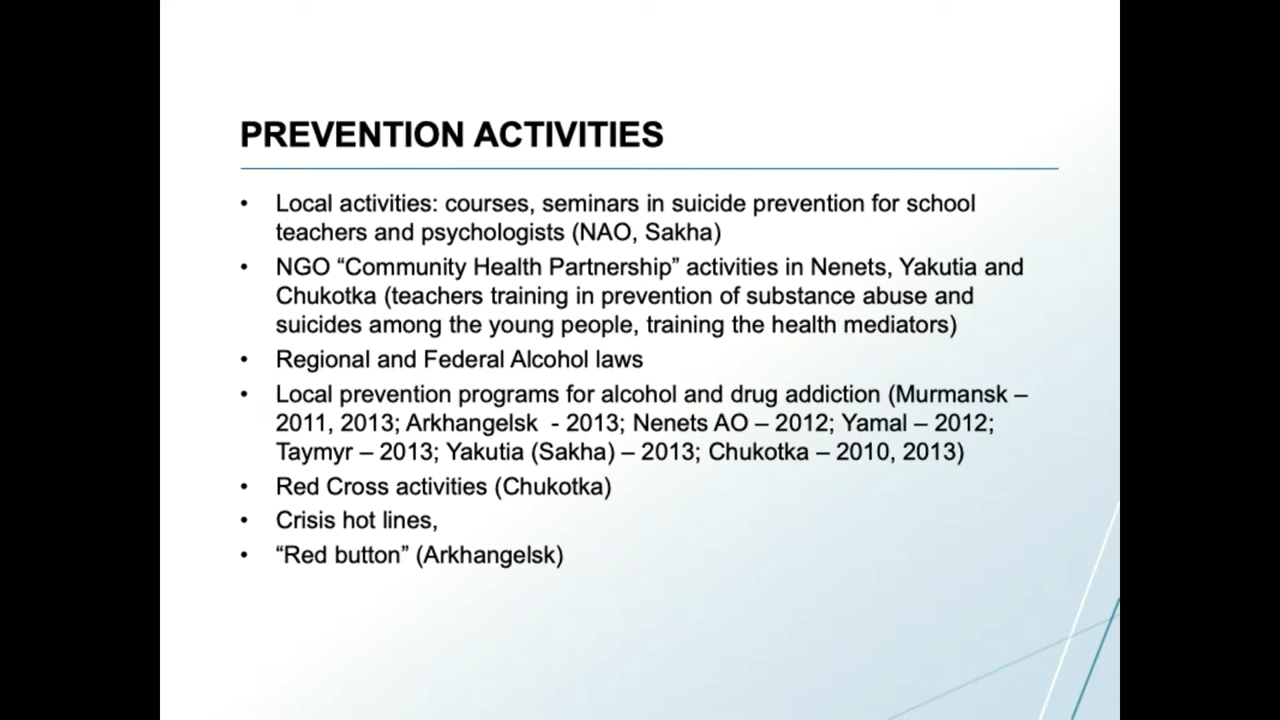 PREVENTION ACTIVITIES
• Local activities: courses, seminars in suicide prevention for school
teachers and psychologists (NAO, Sakha)
• NGO “Community Health Partnership” activities in Nenets, Yakutia and
Chukotka (teachers training in prevention of substance abuse and
suicides among the young people, training the health mediators)
• Regional and Federal Alcohol laws
• Local prevention programs for alcohol and drug addiction (Murmansk –
2011, 2013; Arkhangelsk  - 2013; Nenets AO – 2012; Yamal – 2012;
Taymyr – 2013; Yakutia (Sakha) – 2013; Chukotka – 2010, 2013)
• Red Cross activities (Chukotka)
• Crisis hot lines,
• “Red button” (Arkhangelsk)